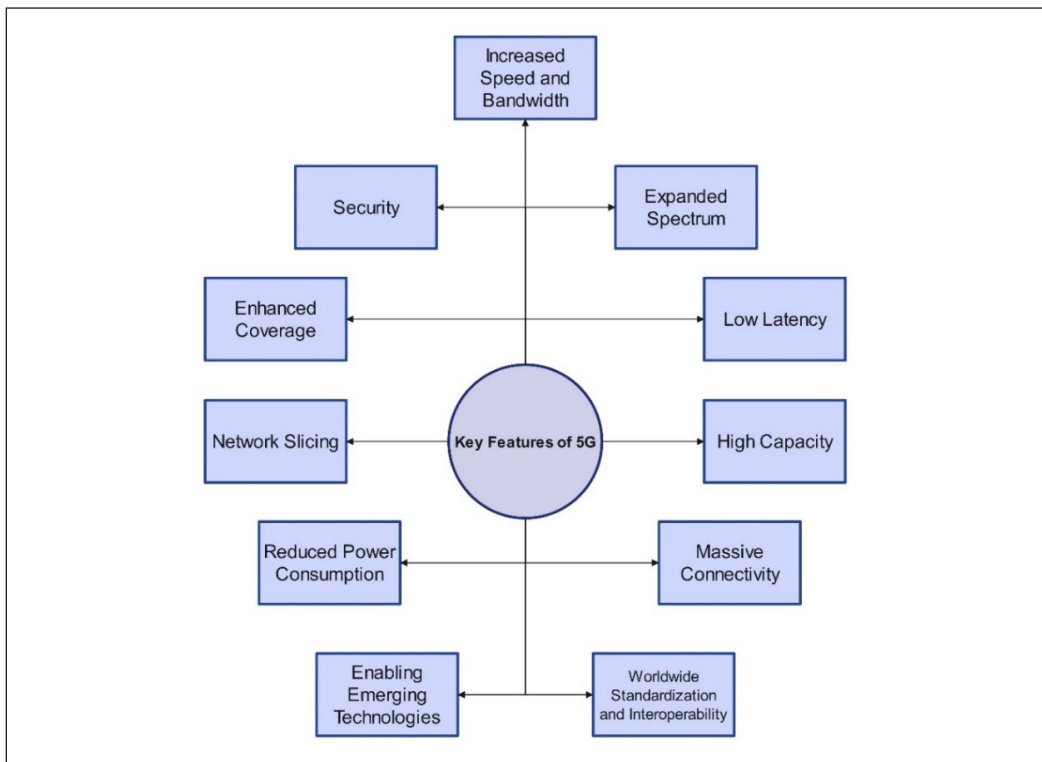 Increased
Speed and
Bandwidth
Security
Expanded
Spectrum
Enhanced
Coverage
Low Latency
Network Slicing
Key Features of 5G
High Capacity
Reduced Power
Consumption
Massive
Connectivity
Enabling
Emerging
Technologies
Worldwide
Standardization
and Interoperability